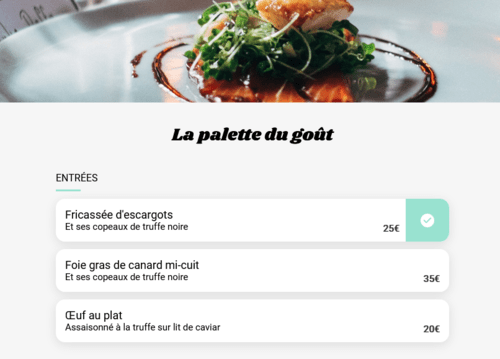 La palette du goût
ENTRÉES
Fricassée d'escargots
Et ses copeaux de truffe noire
25€
Foie gras de canard mi-cuit
Et ses copeaux de truffe noire
35€
Œuf au plat
Assaisonné à la truffe sur lit de caviar
20€